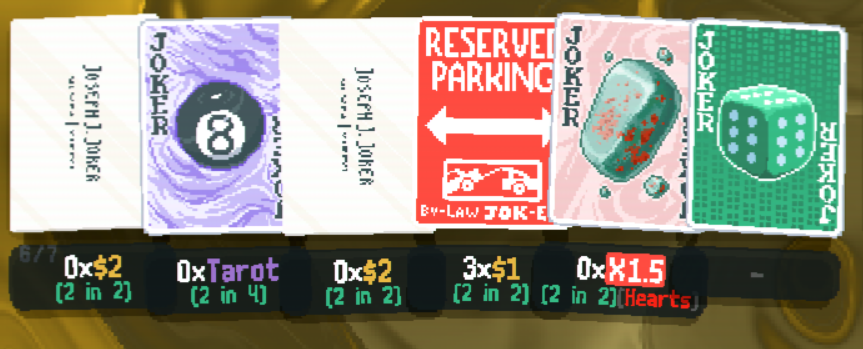 JOSEPH J. JOKER
JOKER
8
JOSEPH J. JOKER
RESERVED
PARKING
BY-LAW JOK-E
JOKER
JOKER
JOKER
6/7
0x$2
(2 in 2)
0xTarot
(2 in 4)
0x$2
(2 in 2)
3x$1
(2 in 2)
0xX1.5
(2 in 2)(Hearts)
-